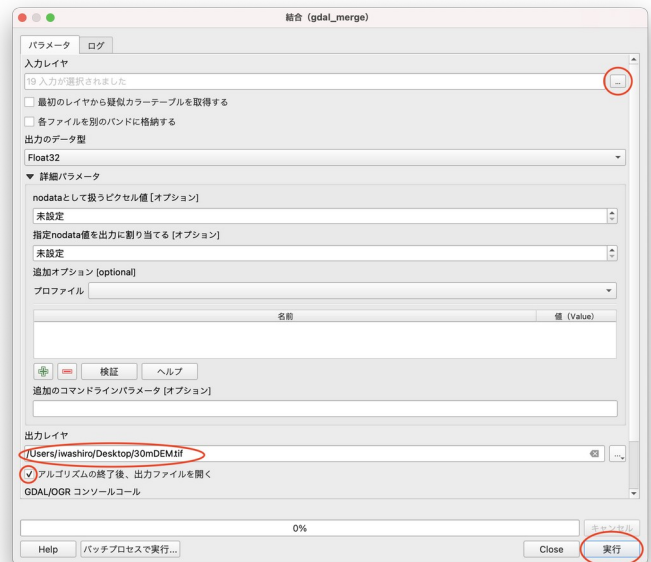 結合（gdal_merge）
パラメータ ログ
入力レイヤ
19 入力が選択されました
...
最初のレイヤから疑似カラーテーブルを取得する
各ファイルを別のバンドに格納する
出力のデータ型
Float32
▼ 詳細パラメータ
nodataとして扱うピクセル値 [オプション]
未設定
指定nodata値を出力に割り当てる [オプション]
未設定
追加オプション [optional]
プロファイル
名前 値（Value）
検証 ヘルプ
追加のコマンドラインパラメータ [オプション]
出力レイヤ
/Users/iwashiro/Desktop/30mDEM.tif ...
アルゴリズムの終了後、出力ファイルを開く
GDAL/OGR コンソールコール
0% キャンセル
Help バッチプロセスで実行... Close 実行